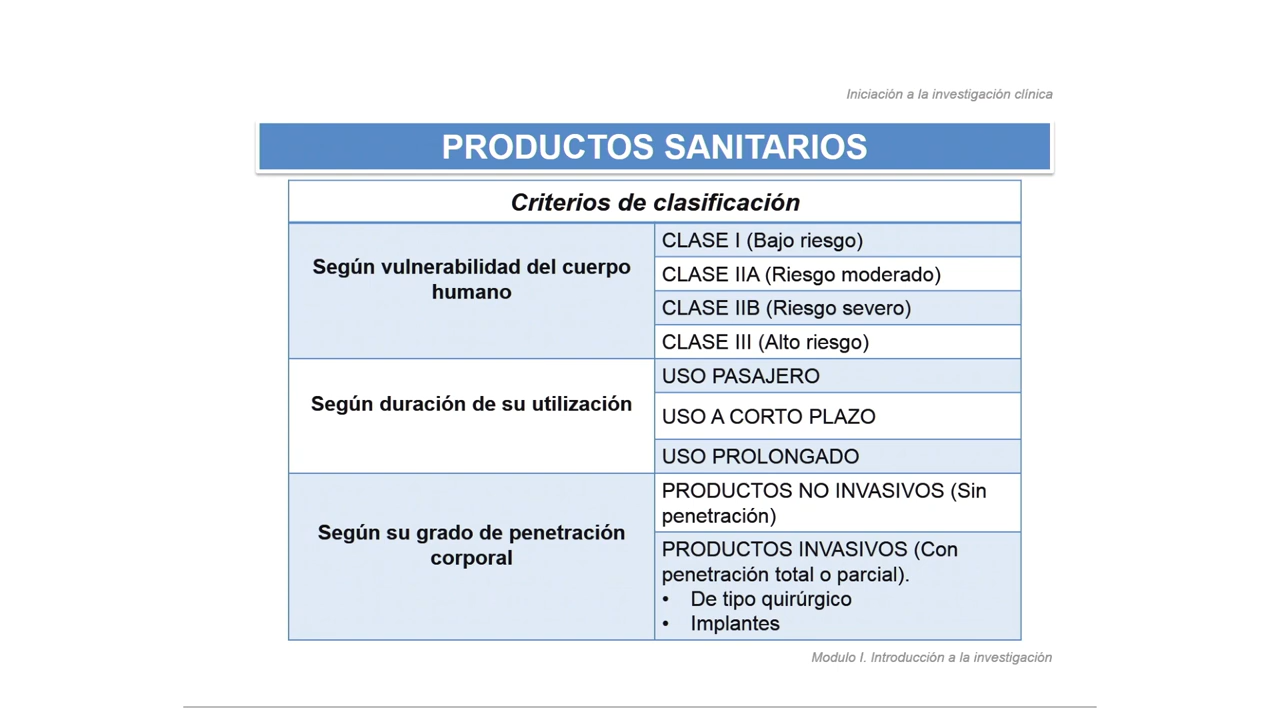 Iniciación a la investigación clínica
PRODUCTOS SANITARIOS
Criterios de clasificación
Según vulnerabilidad del cuerpo
humano
CLASE I (Bajo riesgo)
CLASE IIA (Riesgo moderado)
CLASE IIB (Riesgo severo)
CLASE III (Alto riesgo)
Según duración de su utilización
USO PASAJERO
USO A CORTO PLAZO
USO PROLONGADO
Según su grado de penetración
corporal
PRODUCTOS NO INVASIVOS (Sin
penetración)
PRODUCTOS INVASIVOS (Con
penetración total o parcial).
• De tipo quirúrgico
• Implantes
Modulo I. Introducción a la investigación